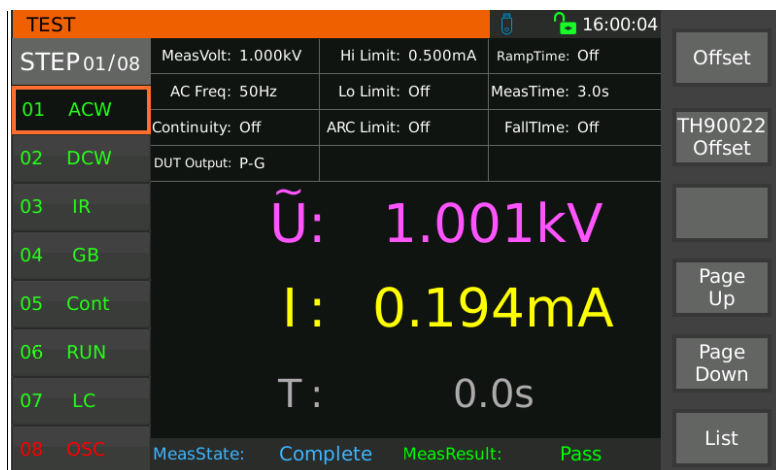 TEST 16:00:04
STEP 01/08
MeasVolt: 1.000kV Hi Limit: 0.500mA RampTime: Off
AC Freq: 50Hz Lo Limit: Off MeasTime: 3.0s
Continuity: Off ARC Limit: Off FallTIme: Off
DUT Output: P-G
01 ACW
02 DCW
03 IR
04 GB
05 Cont
06 RUN
07 LC
08 OSC
Ũ: 1.001kV
I: 0.194mA
T: 0.0s
MeasState: Complete MeasResult: Pass
Offset
TH90022
Offset
Page
Up
Page
Down
List